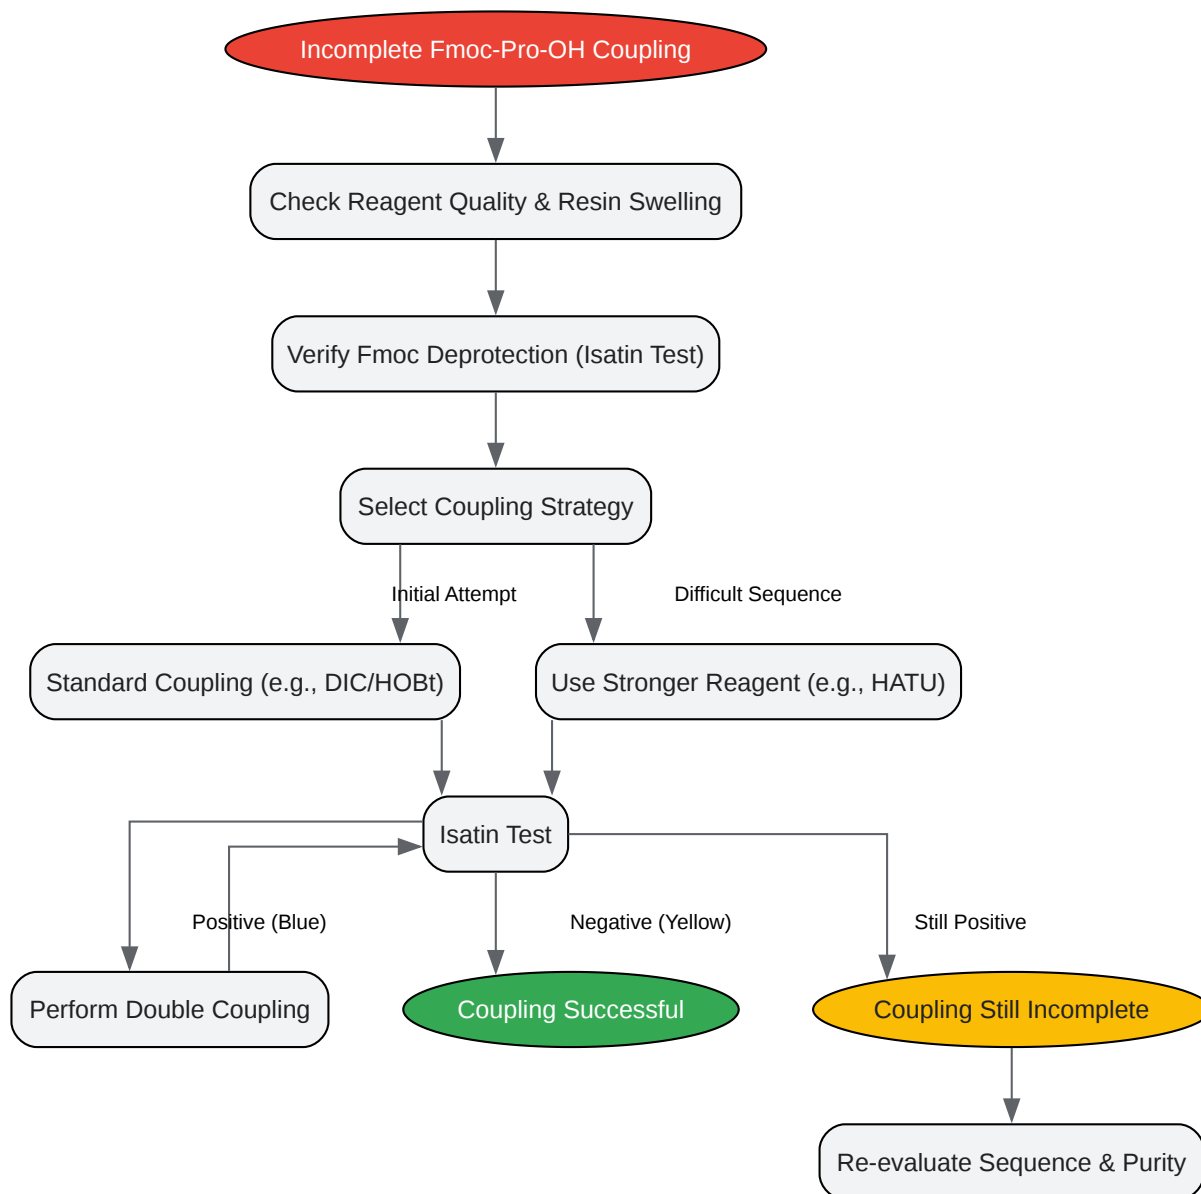 Incomplete Fmoc-Pro-OH Coupling
Check Reagent Quality & Resin Swelling
Verify Fmoc Deprotection (Isatin Test)
Select Coupling Strategy
Initial Attempt
Difficult Sequence
Standard Coupling (e.g., DIC/HOBt)
Use Stronger Reagent (e.g., HATU)
Isatin Test
Positive (Blue)
Negative (Yellow)
Still Positive
Perform Double Coupling
Coupling Successful
Coupling Still Incomplete
Re-evaluate Sequence & Purity